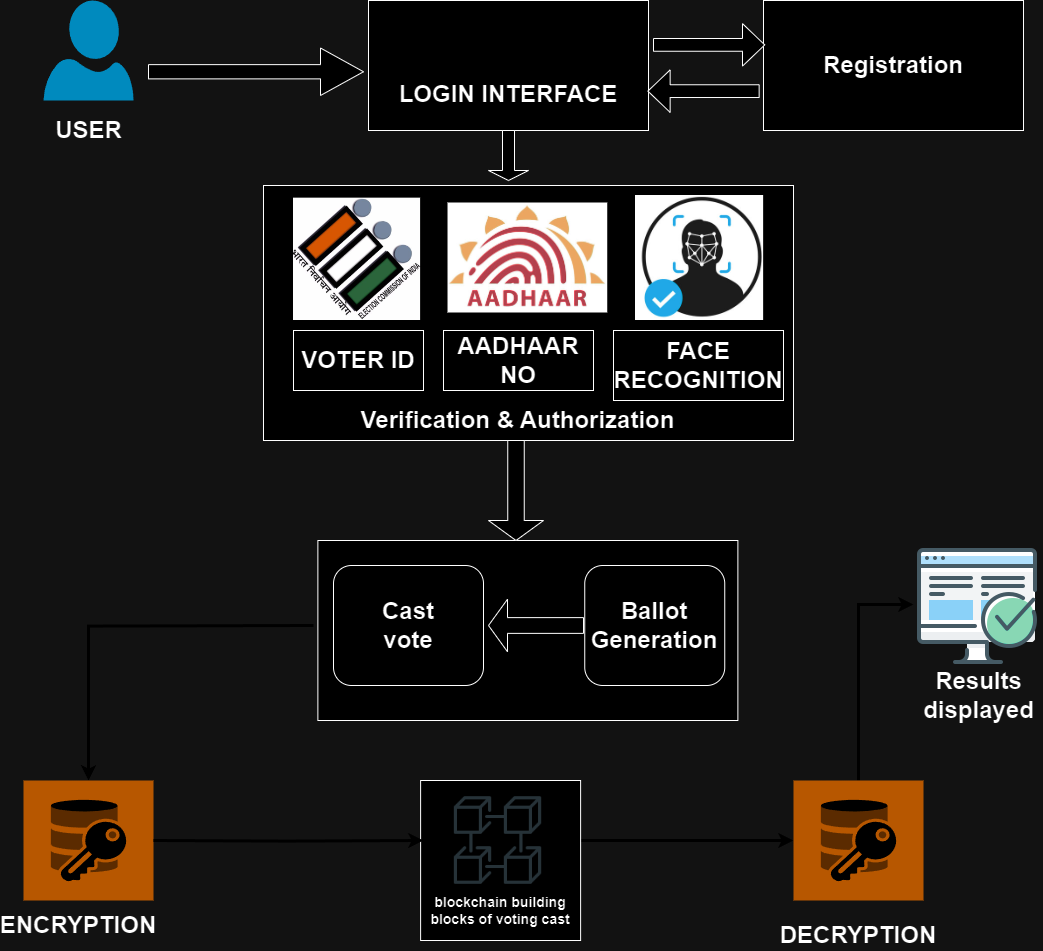 USER
LOGIN INTERFACE
Registration
भारत निर्वाचन आयोग
ELECTION COMMISSION OF INDIA
AADHAAR
VOTER ID
AADHAAR
NO
FACE
RECOGNITION
Verification & Authorization
Cast
vote
Ballot
Generation
Results
displayed
ENCRYPTION
blockchain building
blocks of voting cast
DECRYPTION